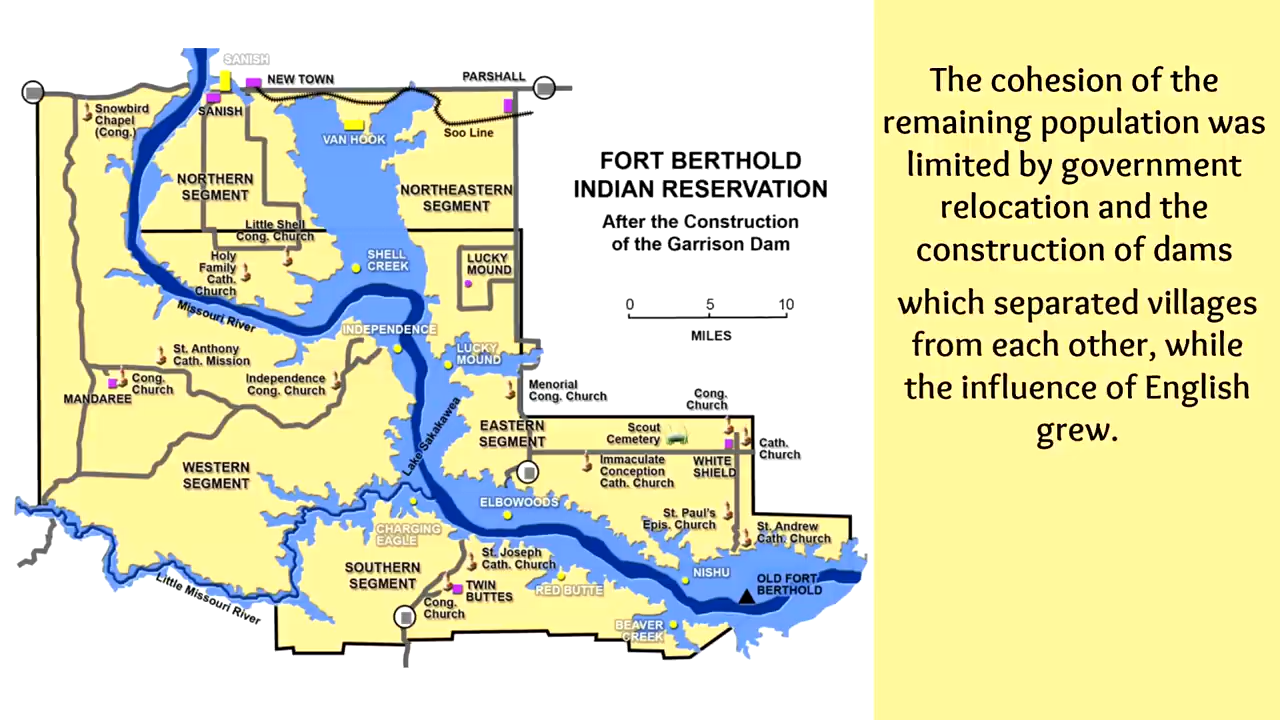 SANISH
NEW TOWN
PARSHALL
Snowbird
Chapel
(Cong.)
SANISH
VAN HOOK
Soo Line
NORTHERN
SEGMENT
NORTHEASTERN
SEGMENT
Little Shell
Cong. Church
Holy
Family
Cath.
Church
SHELL
CREEK
LUCKY
MOUND
Missouri River
INDEPENDENCE
St. Anthony
Cath. Mission
LUCKY
MOUND
Cong.
Church
MANDAREE
Independence
Cong. Church
Menorial
Cong. Church
Cong.
Church
EASTERN
SEGMENT
Scout
Cemetery
Cath.
Church
Lake Sakakawea
Immaculate
Conception
Cath. Church
WHITE
SHIELD
WESTERN
SEGMENT
ELBOWOODS
CHARGING
EAGLE
St. Paul's
Epis. Church
St. Andrew
Cath. Church
SOUTHERN
SEGMENT
St. Joseph
Cath. Church
NISHU
OLD FORT
BERTHOLD
Little Missouri River
TWIN
BUTTES
RED BUTTE
Cong.
Church
BEAVER
CREEK
FORT BERTHOLD
INDIAN RESERVATION
After the Construction
of the Garrison Dam
0 5 10
MILES
The cohesion of the
remaining population was
limited by government
relocation and the
construction of dams
which separated villages
from each other, while
the influence of English
grew.